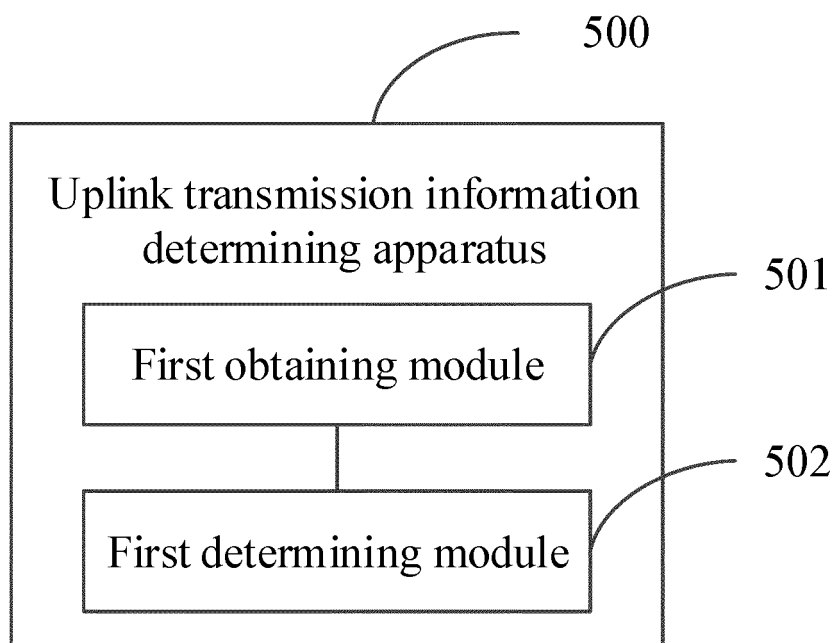 500
Uplink transmission information
determining apparatus
501
First obtaining module
502
First determining module